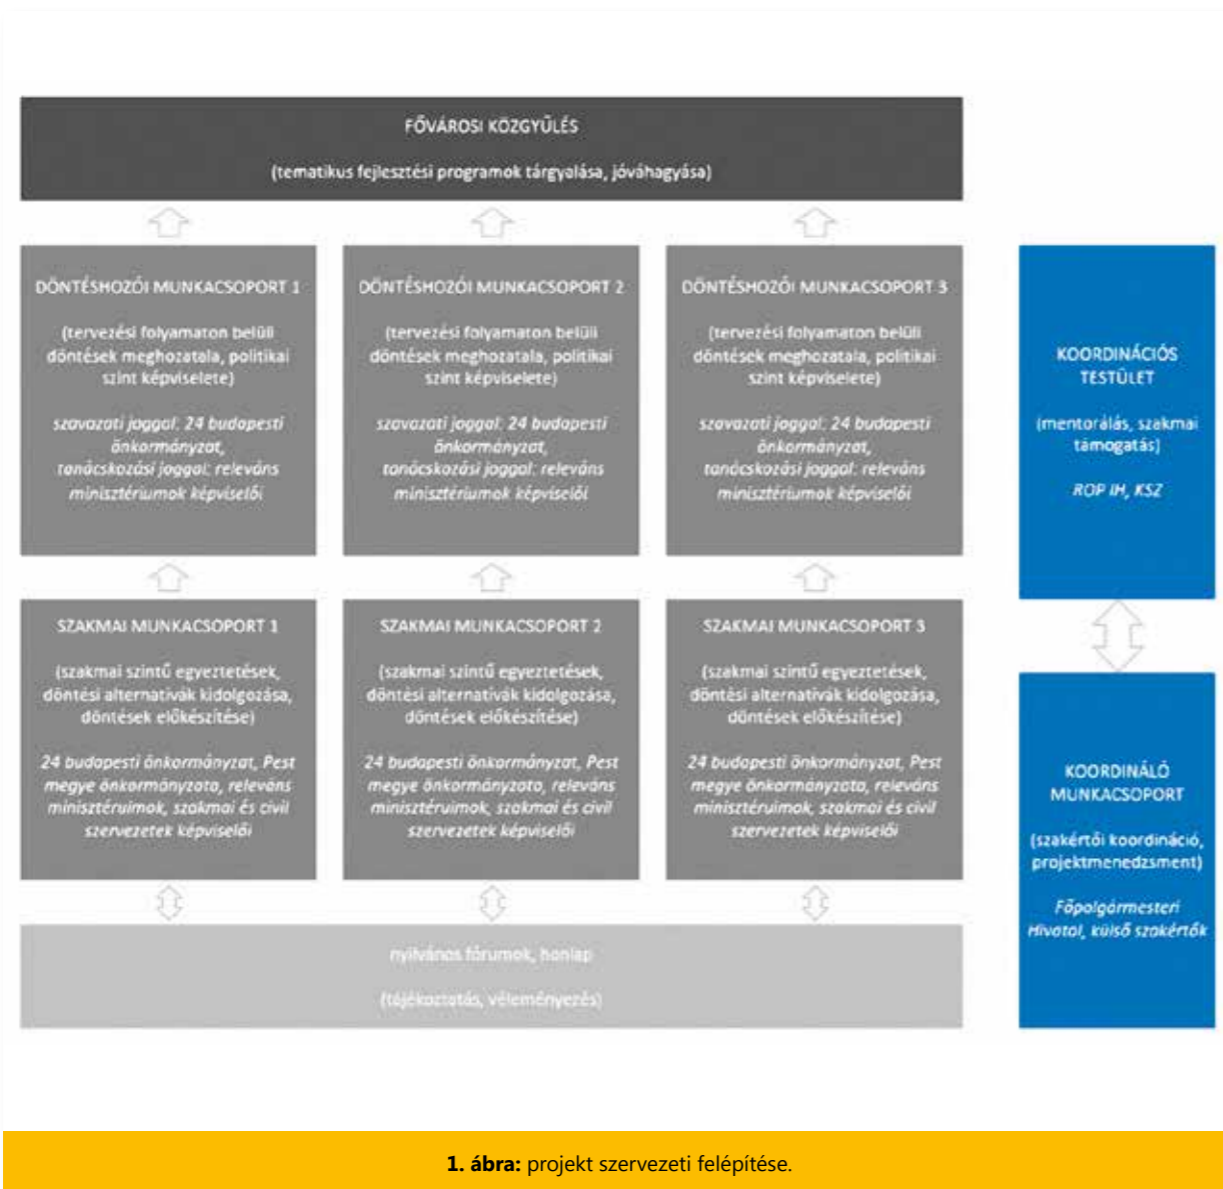 FŐVÁROSI KÖZGYŰLÉS
(tematikus fejlesztési programok tárgyalása, jóváhagyása)
DÖNTÉSHOZÓI MUNKACSOPORT 1
(tervezési folyamaton belüli
döntések meghozatala, politikai
szint képviselete)
szavazati joggal: 24 budapesti
önkormányzat,
tanácskozási joggal: releváns
minisztériumok képviselői
DÖNTÉSHOZÓI MUNKACSOPORT 2
(tervezési folyamaton belüli
döntések meghozatala, politikai
szint képviselete)
szavazati joggal: 24 budapesti
önkormányzat,
tanácskozási joggal: releváns
minisztériumok képviselői
DÖNTÉSHOZÓI MUNKACSOPORT 3
(tervezési folyamaton belüli
döntések meghozatala, politikai
szint képviselete)
szavazati joggal: 24 budapesti
önkormányzat,
tanácskozási joggal: releváns
minisztériumok képviselői
KOORDINÁCIÓS
TESTÜLET
(mentorálás, szakmai
támogatás)
ROP IH, KSZ
SZAKMAI MUNKACSOPORT 1
(szakmai szintű egyeztetések,
döntési alternatívák kidolgozása,
döntések előkészítése)
24 budapesti önkormányzat, Pest
megye önkormányzata, releváns
minisztéruimok, szakmai és civil
szervezetek képviselői
SZAKMAI MUNKACSOPORT 2
(szakmai szintű egyeztetések,
döntési alternatívák kidolgozása,
döntések előkészítése)
24 budapesti önkormányzat, Pest
megye önkormányzata, releváns
minisztéruimok, szakmai és civil
szervezetek képviselői
SZAKMAI MUNKACSOPORT 3
(szakmai szintű egyeztetések,
döntési alternatívák kidolgozása,
döntések előkészítése)
24 budapesti önkormányzat, Pest
megye önkormányzata, releváns
minisztéruimok, szakmai és civil
szervezetek képviselői
KOORDINÁLÓ
MUNKACSOPORT
(szakértői koordináció,
projektmenedzsment)
Főpolgármesteri
Hivatal, külső szakértők
nyilvános fórumok, honlap
(tájékoztatás, véleményezés)
1. ábra: projekt szervezeti felépítése.